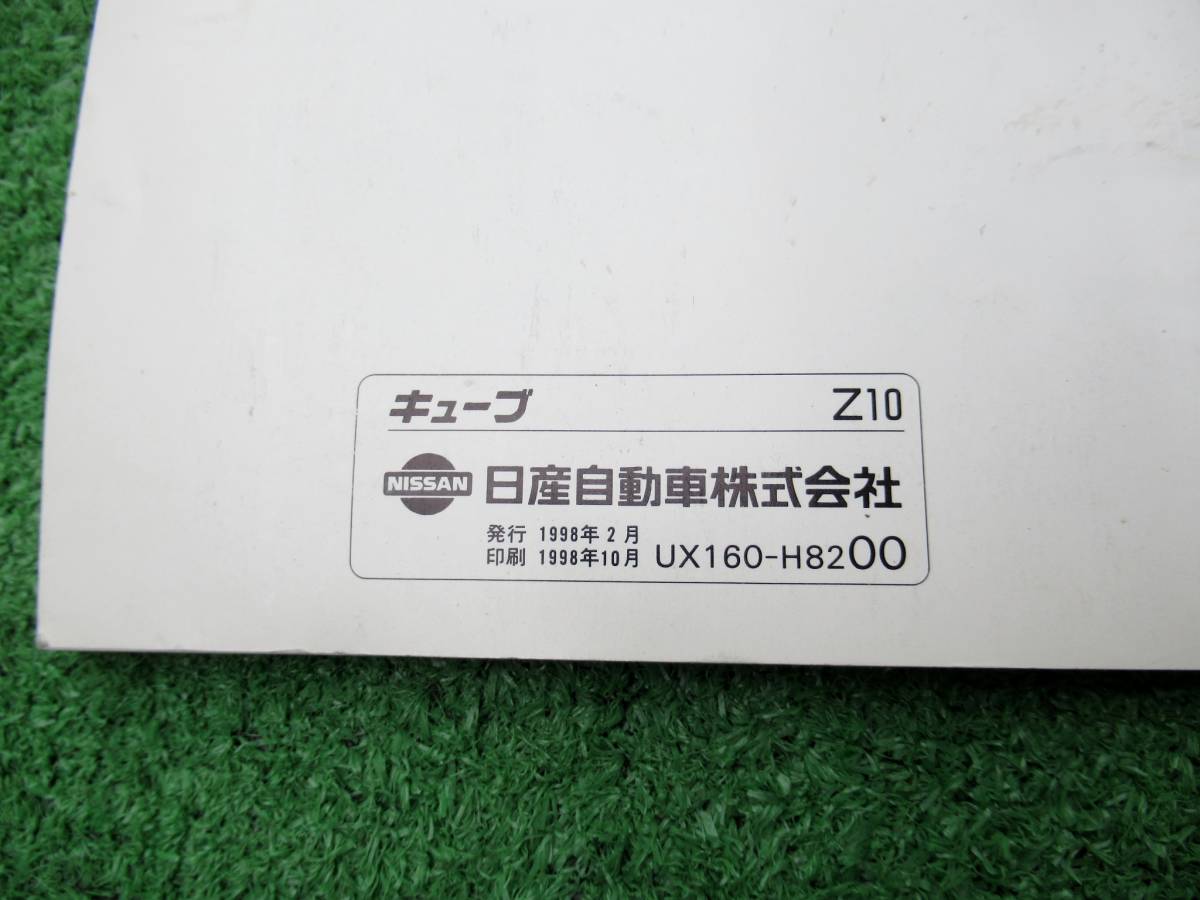 キューブ Z10
NISSAN 日産自動車株式会社
発行 1998年2月
印刷 1998年10月 UX160-H8200